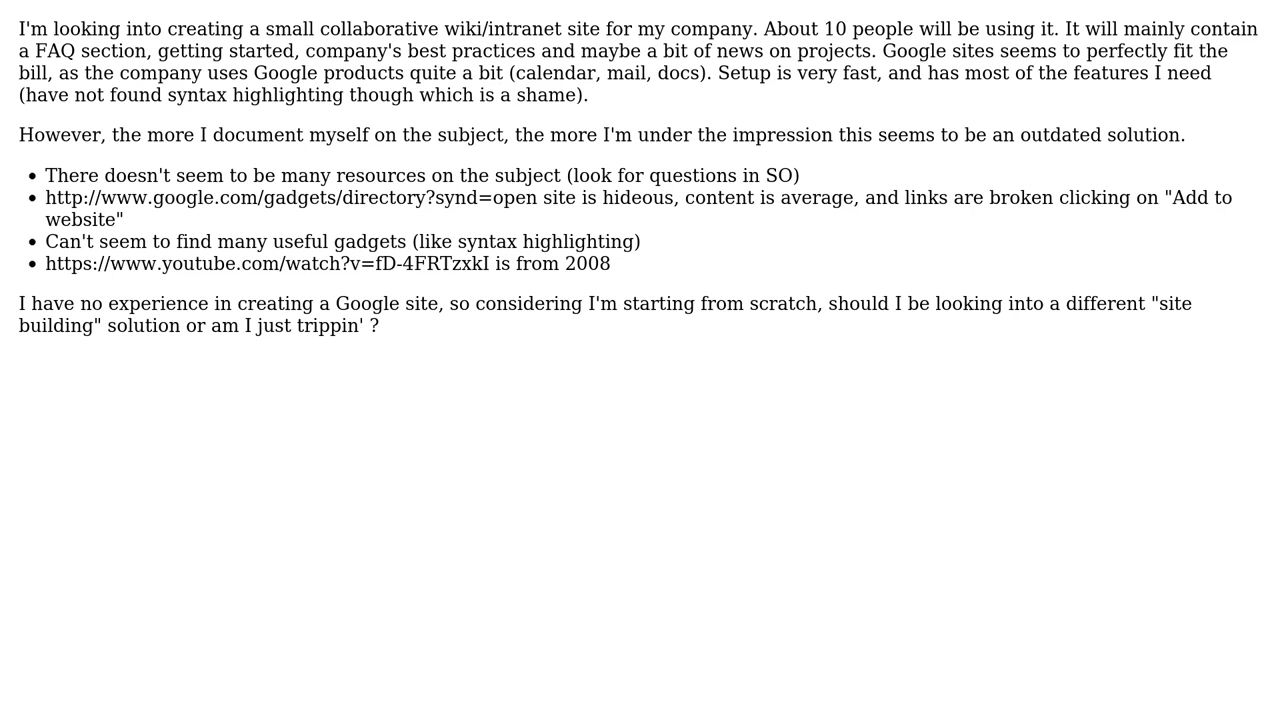 I'm looking into creating a small collaborative wiki/intranet site for my company. About 10 people will be using it. It will mainly contain
a FAQ section, getting started, company's best practices and maybe a bit of news on projects. Google sites seems to perfectly fit the
bill, as the company uses Google products quite a bit (calendar, mail, docs). Setup is very fast, and has most of the features I need
(have not found syntax highlighting though which is a shame).
However, the more I document myself on the subject, the more I'm under the impression this seems to be an outdated solution.
• There doesn't seem to be many resources on the subject (look for questions in SO)
• http://www.google.com/gadgets/directory?synd=open site is hideous, content is average, and links are broken clicking on "Add to
website"
• Can't seem to find many useful gadgets (like syntax highlighting)
• https://www.youtube.com/watch?v=fD-4FRTzxkI is from 2008
I have no experience in creating a Google site, so considering I'm starting from scratch, should I be looking into a different "site
building" solution or am I just trippin' ?